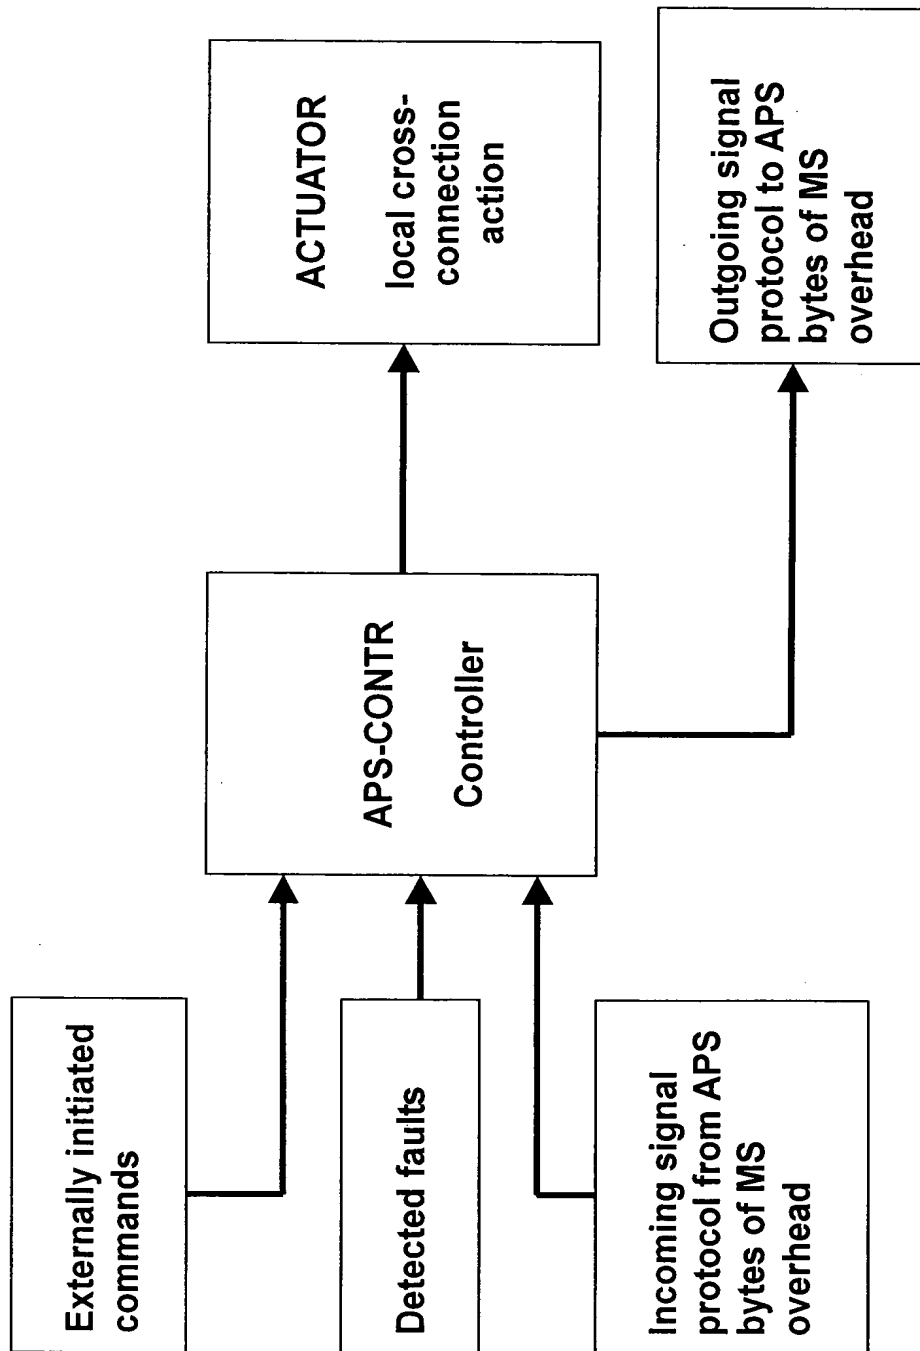 Externally initiated
commands
Detected faults
Incoming signal
protocol from APS
bytes of MS
overhead
APS-CONTR
Controller
ACTUATOR
local cross-
connection
action
Outgoing signal
protocol to APS
bytes of MS
overhead